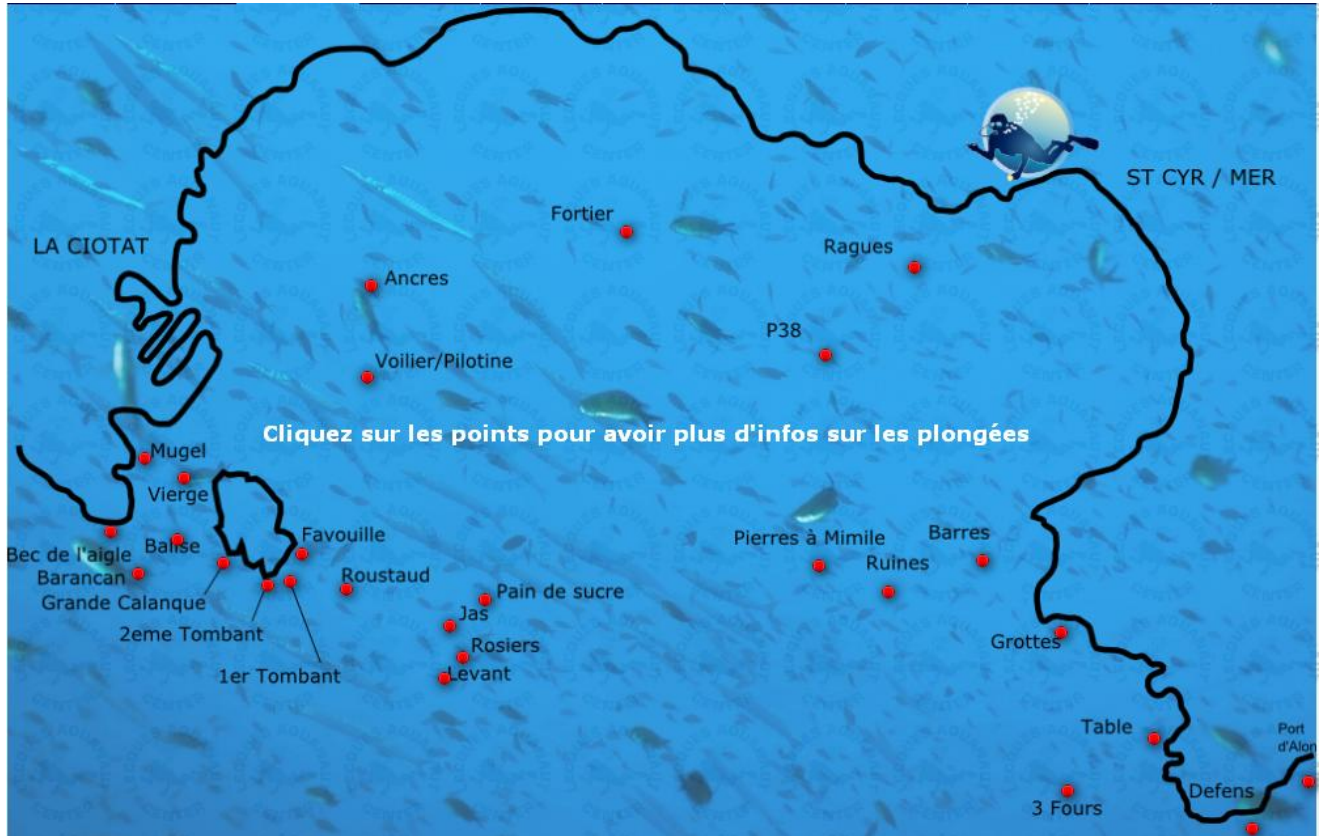 ST CYR / MER
Fortier
LA CIOTAT
Ragues
Ancres
P38
Voilier/Pilotine
Cliquez sur les points pour avoir plus d'infos sur les plongées
Mugel
Vierge
Favouille
Barres
Balise
Bec de l'aigle
Pierres à Mimile
Barancan
Roustaud
Ruines
Grande Calanque
Pain de sucre
Jas
2eme Tombant
Grottes
Rosiers
1er Tombant
Levant
Table
Port
d'Alon
Defens
3 Fours